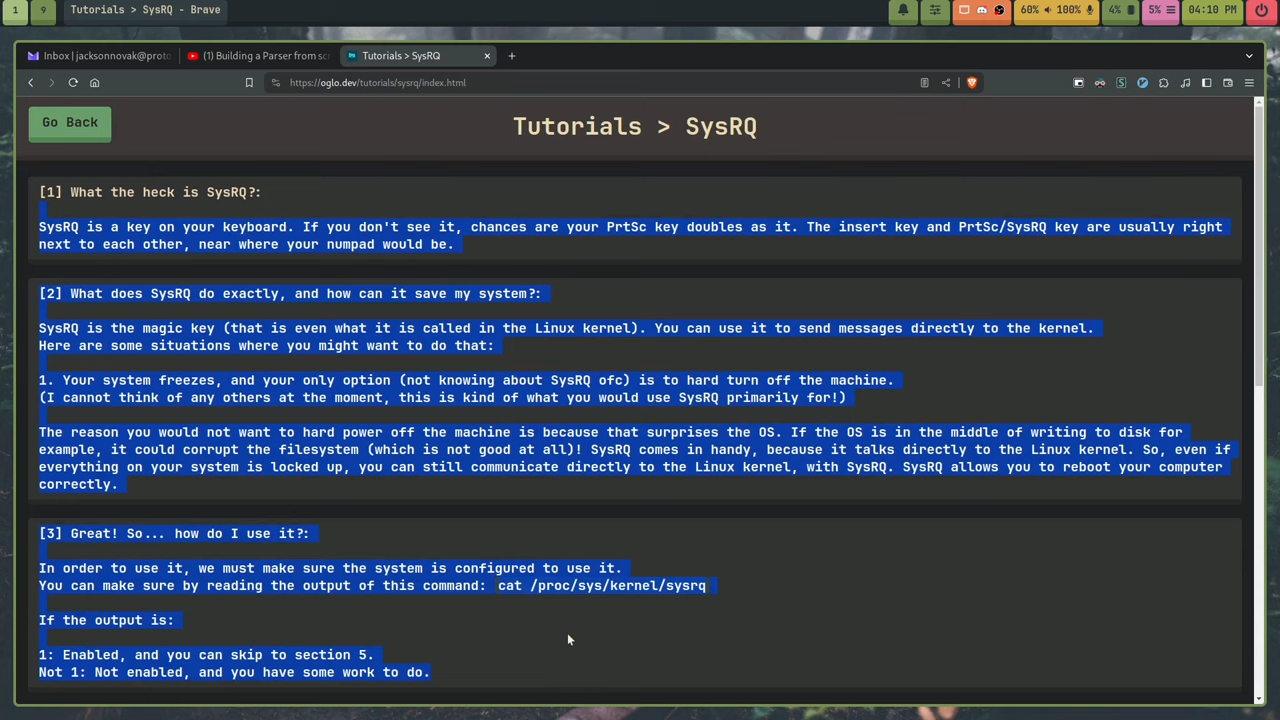 1
9
Tutorials > SysRQ - Brave
60%
100%
4%
5%
04:10 PM
Inbox | jacksonnovak@proto
(1) Building a Parser from scr
Tutorials > SysRQ
https://oglo.dev/tutorials/sysrq/index.html
Go Back
Tutorials > SysRQ
[1] What the heck is SysRQ?:
SysRQ is a key on your keyboard. If you don't see it, chances are your PrtSc key doubles as it. The insert key and PrtSc/SysRQ key are usually right
next to each other, near where your numpad would be.
[2] What does SysRQ do exactly, and how can it save my system?:
SysRQ is the magic key (that is even what it is called in the Linux kernel). You can use it to send messages directly to the kernel.
Here are some situations where you might want to do that:
1. Your system freezes, and your only option (not knowing about SysRQ ofc) is to hard turn off the machine.
(I cannot think of any others at the moment, this is kind of what you would use SysRQ primarily for!)
The reason you would not want to hard power off the machine is because that surprises the OS. If the OS is in the middle of writing to disk for
example, it could corrupt the filesystem (which is not good at all)! SysRQ comes in handy, because it talks directly to the Linux kernel. So, even if
everything on your system is locked up, you can still communicate directly to the Linux kernel, with SysRQ. SysRQ allows you to reboot your computer
correctly.
[3] Great! So... how do I use it?:
In order to use it, we must make sure the system is configured to use it.
You can make sure by reading the output of this command: cat /proc/sys/kernel/sysrq
If the output is:
1: Enabled, and you can skip to section 5.
Not 1: Not enabled, and you have some work to do.